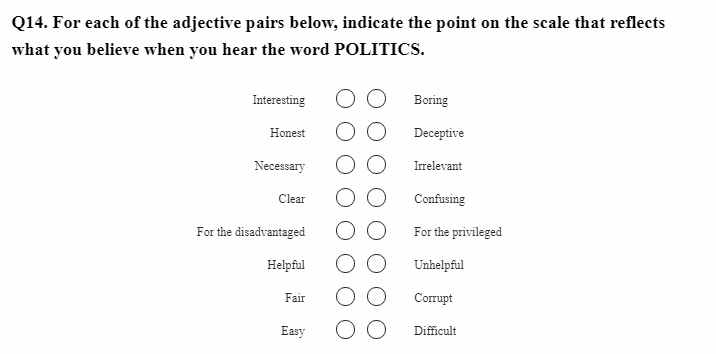 Q14. For each of the adjective pairs below, indicate the point on the scale that reflects
what you believe when you hear the word POLITICS.
Interesting Boring
Honest Deceptive
Necessary Irrelevant
Clear Confusing
For the disadvantaged For the privileged
Helpful Unhelpful
Fair Corrupt
Easy Difficult